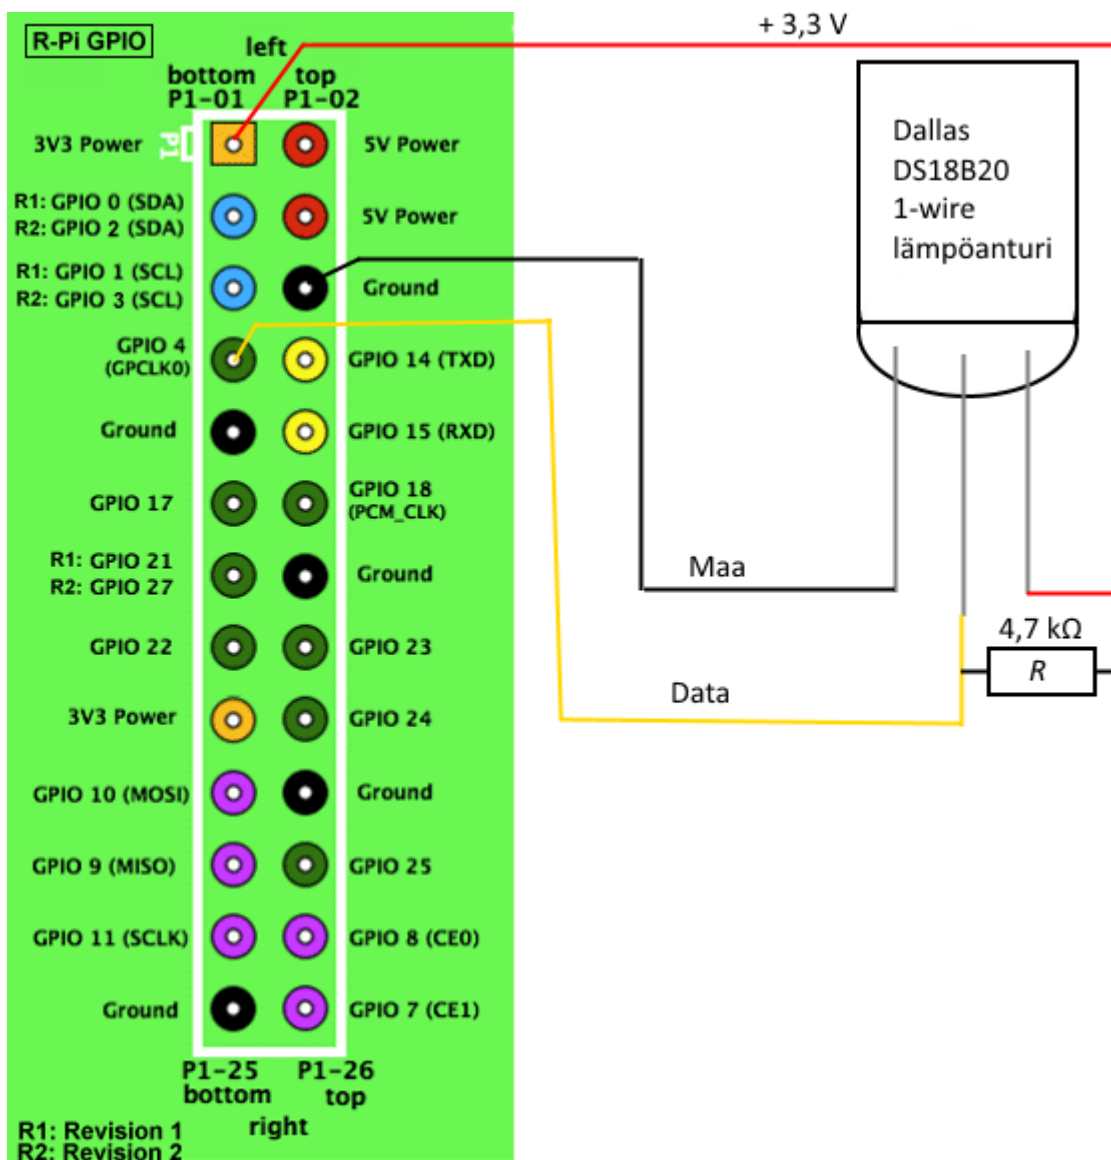 R-Pi GPIO
left
+ 3,3 V
bottom
top
P1-01
P1-02
P1
3V3 Power
5V Power
R1: GPIO 0 (SDA)
R2: GPIO 2 (SDA)
5V Power
R1: GPIO 1 (SCL)
R2: GPIO 3 (SCL)
Ground
GPIO 4
(GPCLK0)
GPIO 14 (TXD)
Ground
GPIO 15 (RXD)
GPIO 17
GPIO 18
(PCM_CLK)
R1: GPIO 21
R2: GPIO 27
Ground
GPIO 22
GPIO 23
3V3 Power
GPIO 24
GPIO 10 (MOSI)
Ground
GPIO 9 (MISO)
GPIO 25
GPIO 11 (SCLK)
GPIO 8 (CE0)
Ground
GPIO 7 (CE1)
P1-25
P1-26
bottom
top
right
R1: Revision 1
R2: Revision 2
Dallas
DS18B20
1-wire
lämpöanturi
Maa
4,7 kΩ
R
Data